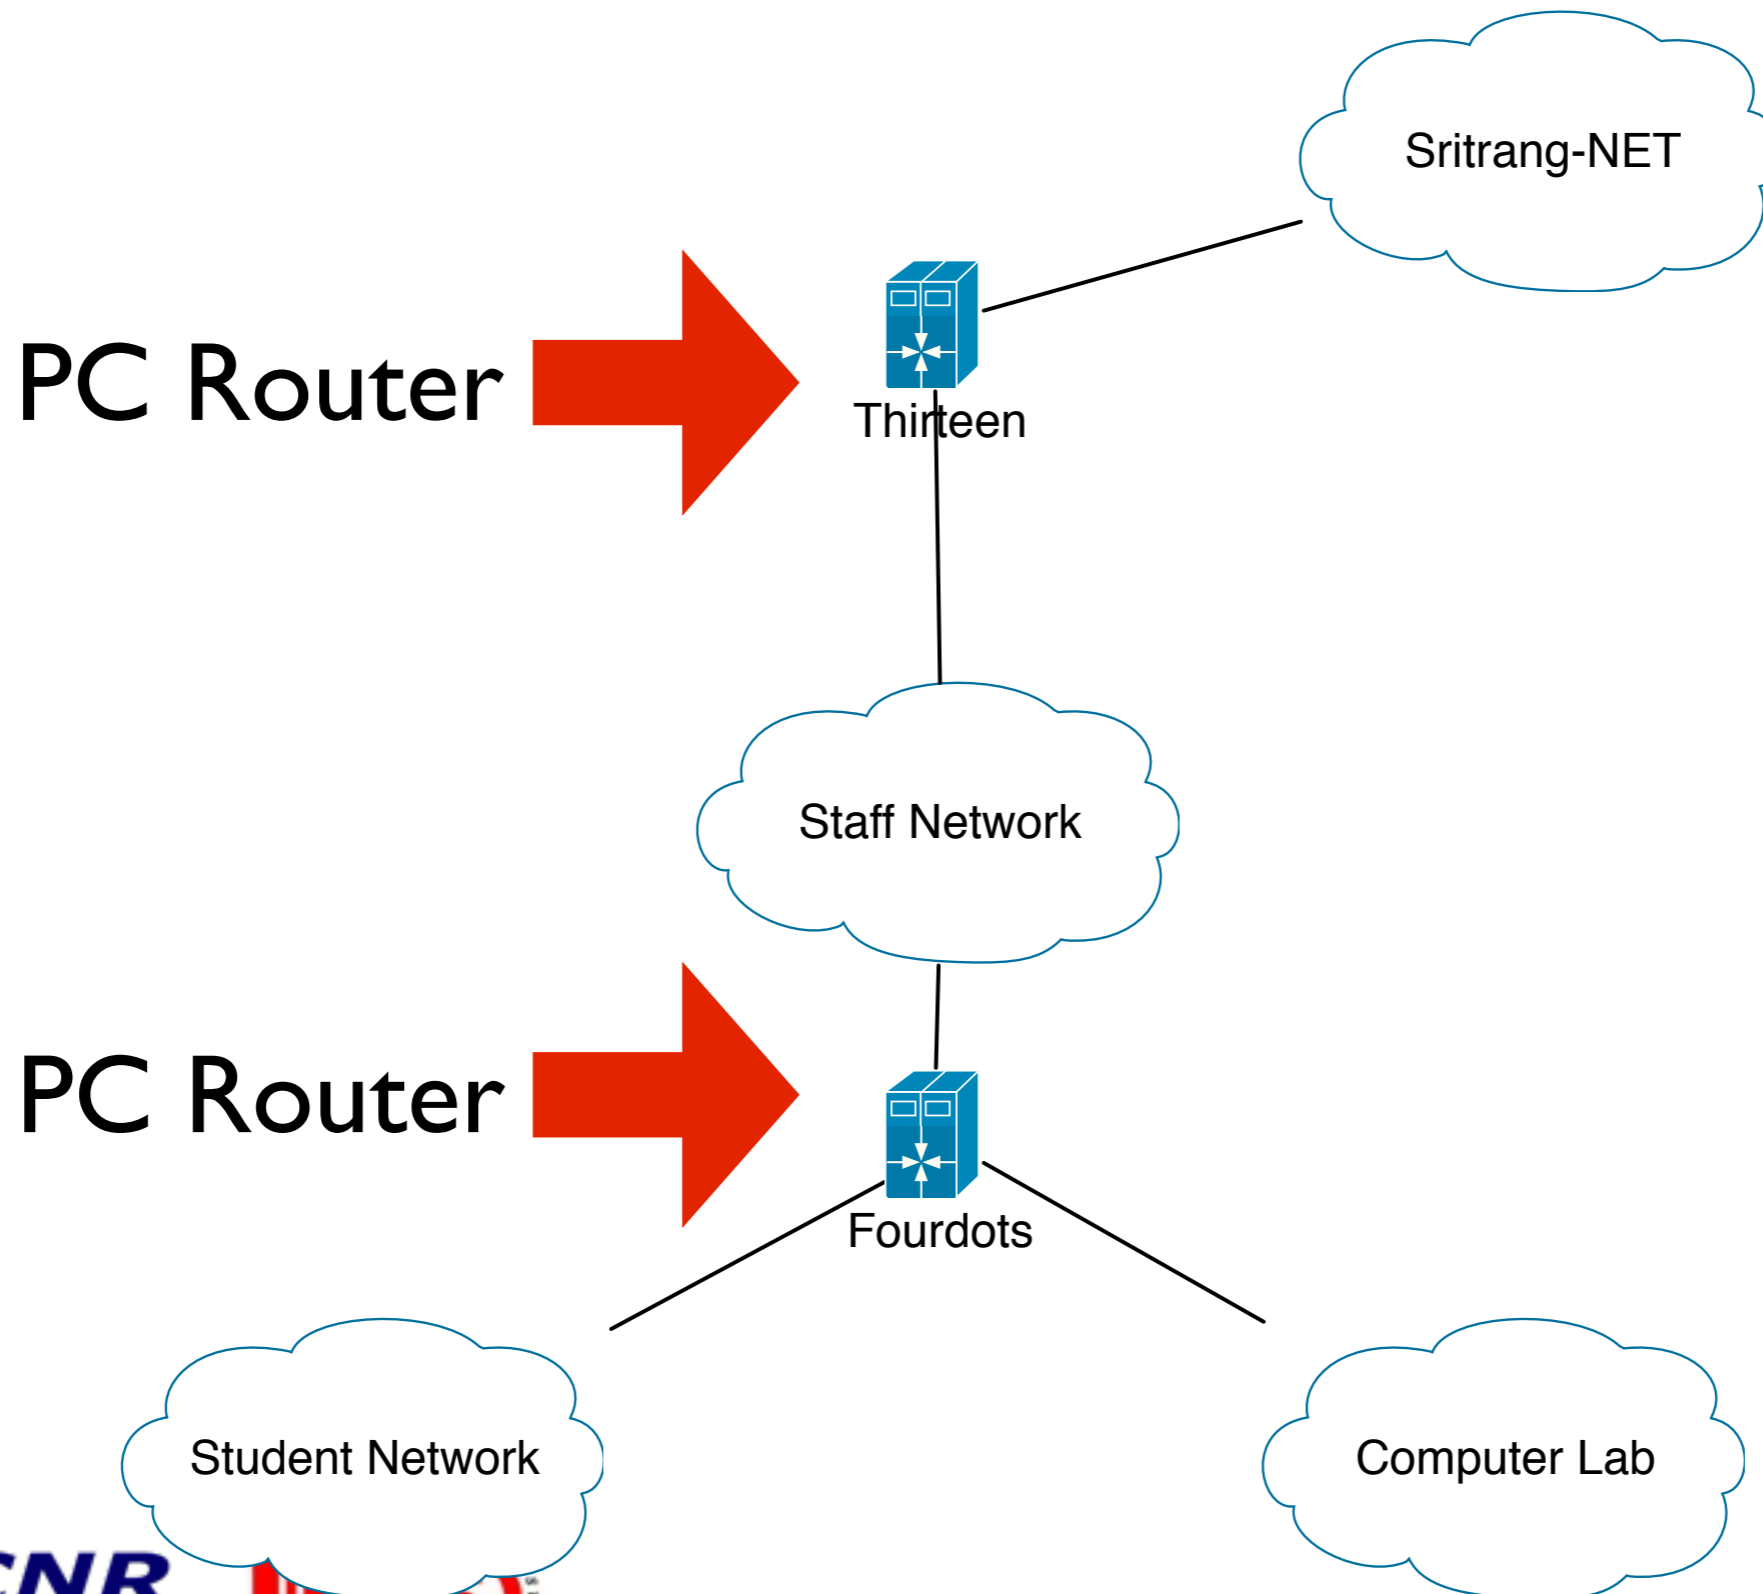 Sritrang-NET
PC Router
Thirteen
Staff Network
PC Router
Fourdots
Student Network
Computer Lab